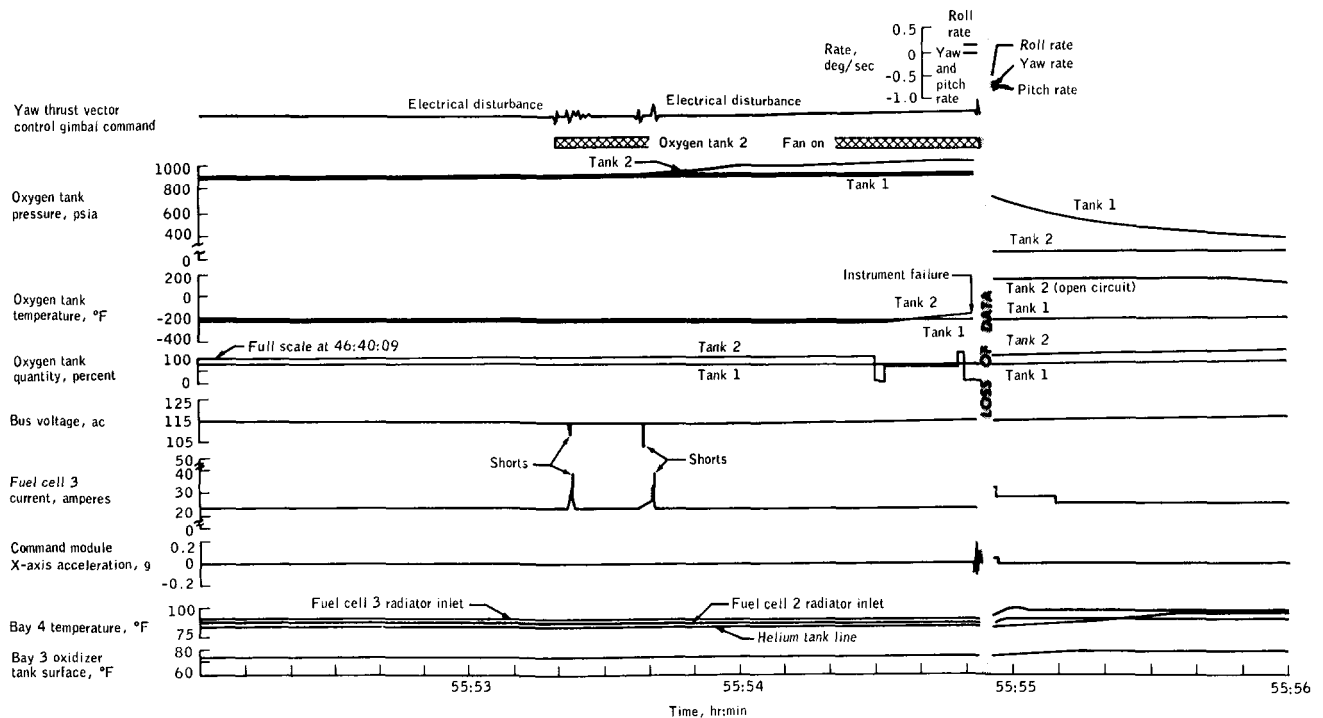 Roll
rate
0.5
0
-0.5
-1.0
Rate,
deg/sec
Yaw
and
pitch
rate
Roll rate
Yaw rate
Pitch rate
Yaw thrust vector
control gimbal command
Electrical disturbance
Electrical disturbance
Oxygen tank 2
Fan on
Oxygen tank
pressure, psia
1000
800
600
400
0
Tank 2
Tank 1
Tank 1
Tank 2
Oxygen tank
temperature, °F
200
0
-200
-400
Instrument failure
Tank 2
Tank 1
Tank 2 (open circuit)
Tank 1
LOSS OF DATA
Oxygen tank
quantity, percent
100
0
Full scale at 46:40:09
Tank 2
Tank 1
Tank 2
Tank 1
Bus voltage, ac
125
115
105
Shorts
Shorts
Fuel cell 3
current, amperes
50
40
30
20
0
Command module
X-axis acceleration, g
0.2
0
-0.2
Bay 4 temperature, °F
100
75
Fuel cell 3 radiator inlet
Fuel cell 2 radiator inlet
Helium tank line
Bay 3 oxidizer
tank surface, °F
80
60
55:53
55:54
55:55
55:56
Time, hr:min